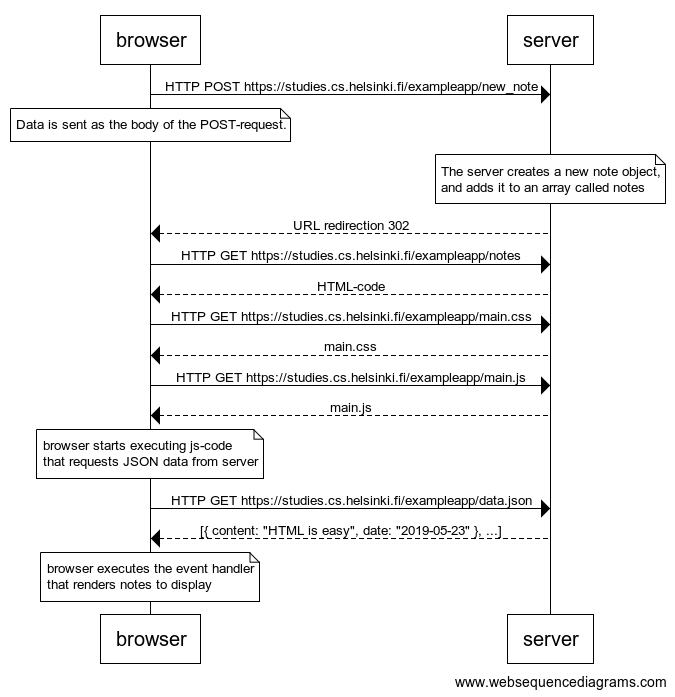 browser
server
HTTP POST https://studies.cs.helsinki.fi/exampleapp/new_note
Data is sent as the body of the POST-request.
The server creates a new note object,
and adds it to an array called notes
URL redirection 302
HTTP GET https://studies.cs.helsinki.fi/exampleapp/notes
HTML-code
HTTP GET https://studies.cs.helsinki.fi/exampleapp/main.css
main.css
HTTP GET https://studies.cs.helsinki.fi/exampleapp/main.js
main.js
browser starts executing js-code
that requests JSON data from server
HTTP GET https://studies.cs.helsinki.fi/exampleapp/data.json
[{ content: "HTML is easy", date: "2019-05-23" }, ...]
browser executes the event handler
that renders notes to display
browser
server
www.websequencediagrams.com